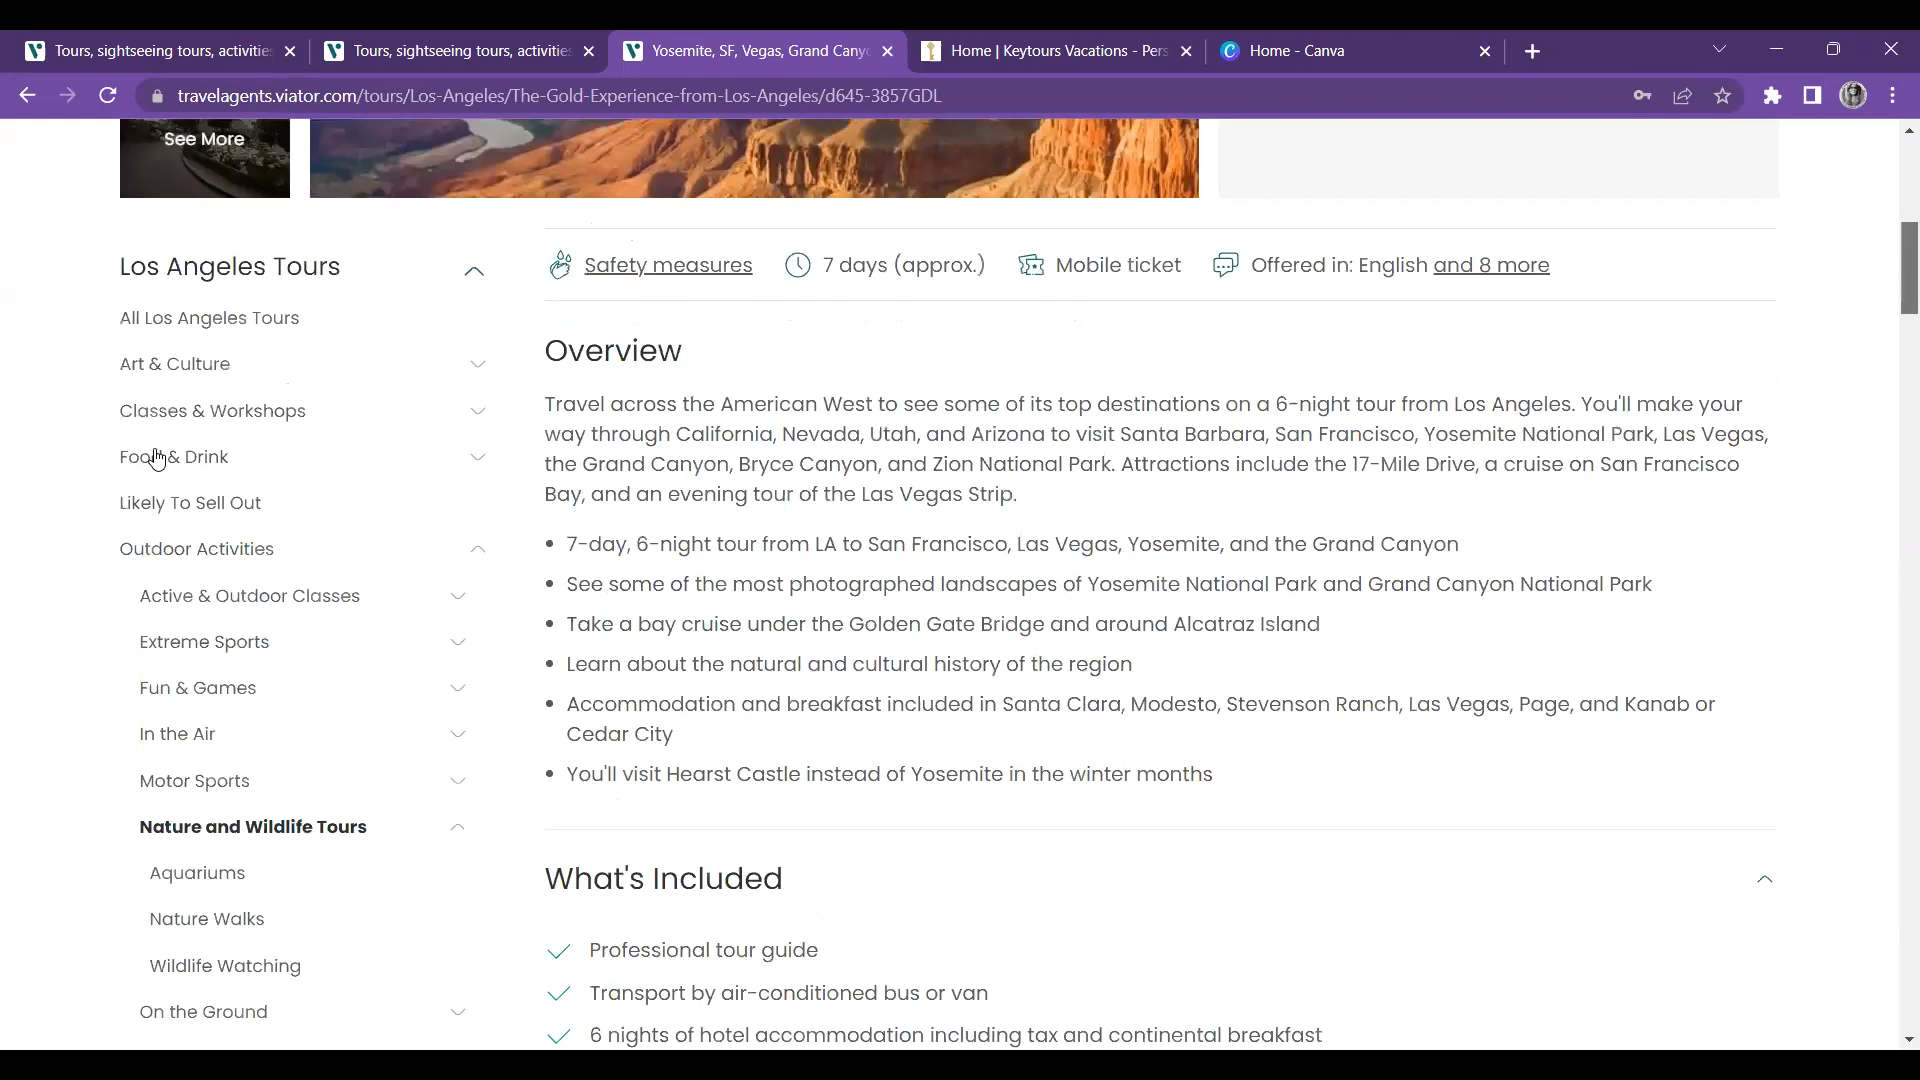 Tours, sightseeing tours, activitie
Tours, sightseeing tours, activitie
Yosemite, SF, Vegas, Grand Cany
Home | Keytours Vacations - Pers
Home - Canva
travelagents.viator.com/tours/Los-Angeles/The-Gold-Experience-from-Los-Angeles/d645-3857GDL
See More
Los Angeles Tours
All Los Angeles Tours
Art & Culture
Classes & Workshops
Food & Drink
Likely To Sell Out
Outdoor Activities
Active & Outdoor Classes
Extreme Sports
Fun & Games
In the Air
Motor Sports
Nature and Wildlife Tours
Aquariums
Nature Walks
Wildlife Watching
On the Ground
Safety measures
7 days (approx.)
Mobile ticket
Offered in: English and 8 more
Overview
Travel across the American West to see some of its top destinations on a 6-night tour from Los Angeles. You'll make your
way through California, Nevada, Utah, and Arizona to visit Santa Barbara, San Francisco, Yosemite National Park, Las Vegas,
the Grand Canyon, Bryce Canyon, and Zion National Park. Attractions include the 17-Mile Drive, a cruise on San Francisco
Bay, and an evening tour of the Las Vegas Strip.
• 7-day, 6-night tour from LA to San Francisco, Las Vegas, Yosemite, and the Grand Canyon
• See some of the most photographed landscapes of Yosemite National Park and Grand Canyon National Park
• Take a bay cruise under the Golden Gate Bridge and around Alcatraz Island
• Learn about the natural and cultural history of the region
• Accommodation and breakfast included in Santa Clara, Modesto, Stevenson Ranch, Las Vegas, Page, and Kanab or
Cedar City
• You'll visit Hearst Castle instead of Yosemite in the winter months
What's Included
Professional tour guide
Transport by air-conditioned bus or van
6 nights of hotel accommodation including tax and continental breakfast